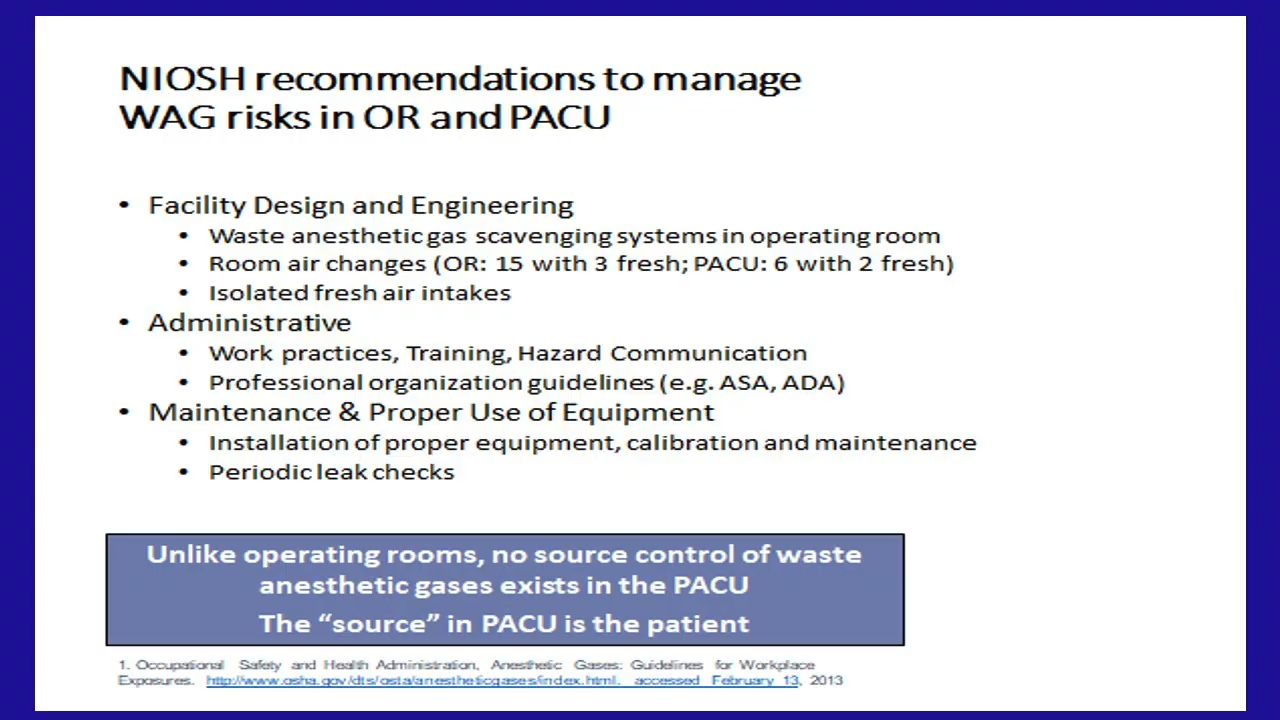 NIOSH recommendations to manage
WAG risks in OR and PACU
• Facility Design and Engineering
• Waste anesthetic gas scavenging systems in operating room
• Room air changes (OR: 15 with 3 fresh; PACU: 6 with 2 fresh)
• Isolated fresh air intakes
• Administrative
• Work practices, Training, Hazard Communication
• Professional organization guidelines (e.g. ASA, ADA)
• Maintenance & Proper Use of Equipment
• Installation of proper equipment, calibration and maintenance
• Periodic leak checks
Unlike operating rooms, no source control of waste
anesthetic gases exists in the PACU
The “source” in PACU is the patient
1. Occupational Safety and Health Administration, Anesthetic Gases: Guidelines for Workplace
Exposures. http://www.osha.gov/dts/osta/anestheticgases/index.html. accessed February 13, 2013